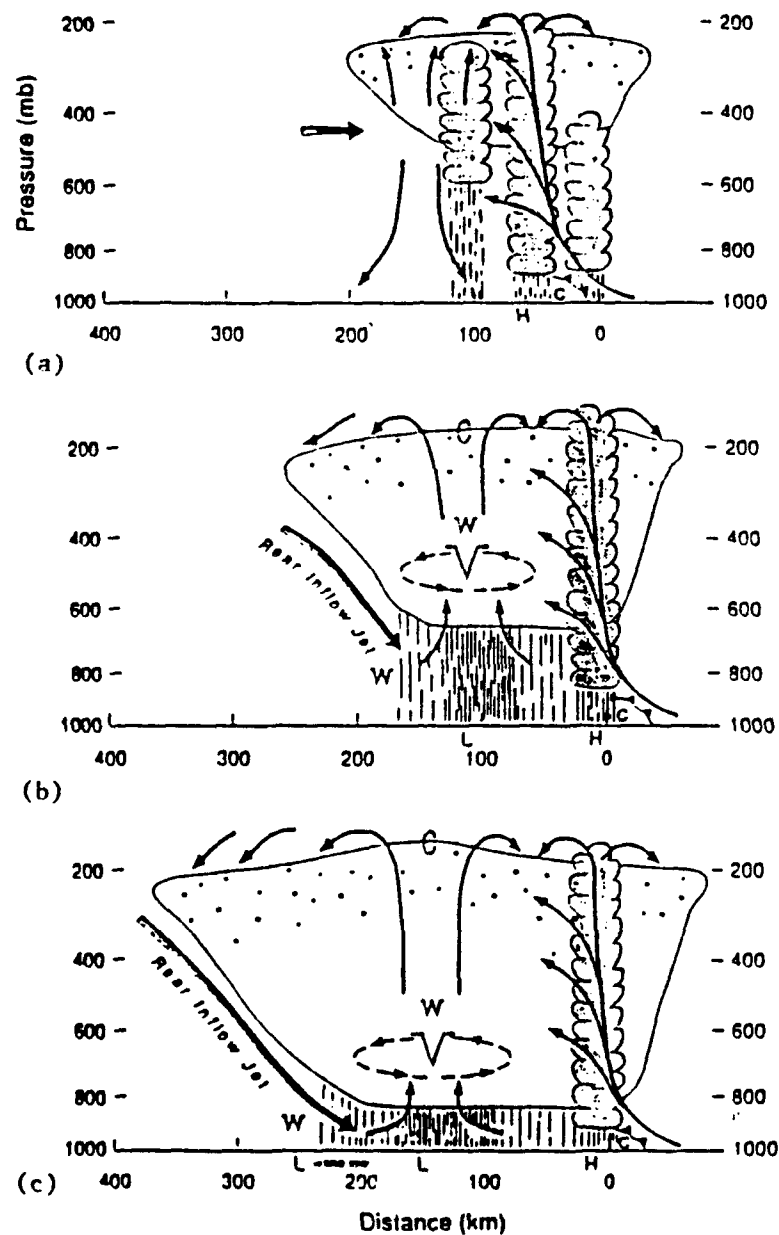 Pressure (mb)
200 200
400 400
600 600
800 800
C
1000 1000
H
400 300 200 100 0
(a)
C
200 200
W
400 400
Rear Inflow Jet
V
600 600
800 W 800
C
1000 1000
L H
400 300 200 100 0
(b)
C
200 200
400 400
Rear Inflow Jet
W
600 600
V
800 800
W
C
1000 1000
L L H
400 300 200 100 0
(c)
Distance (km)